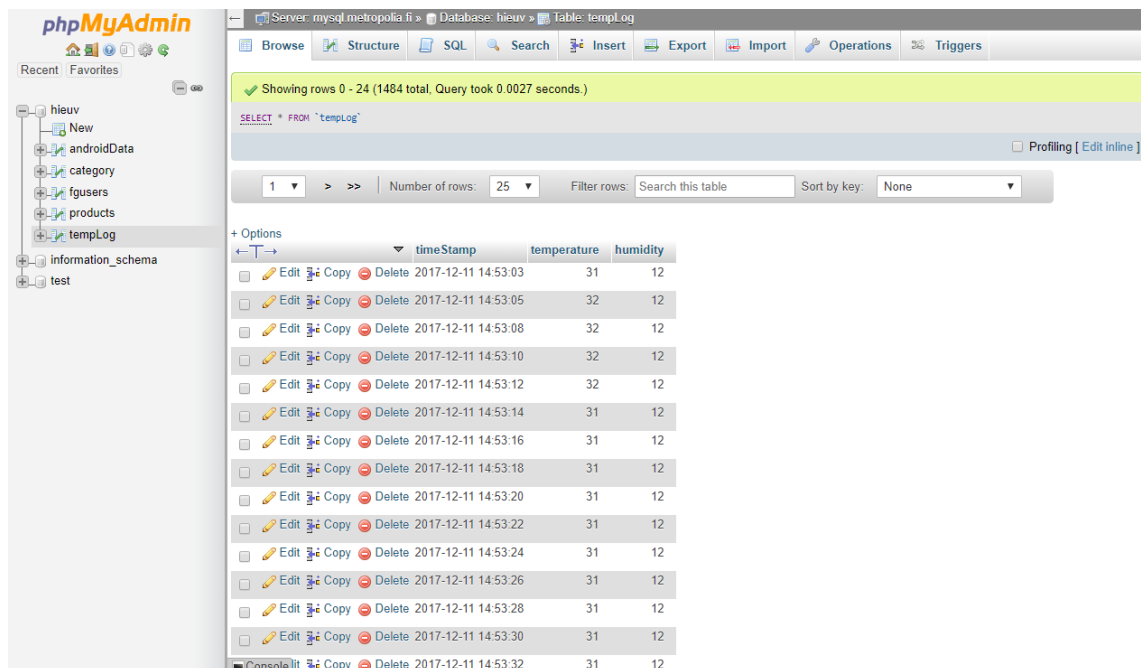 phpMyAdmin
Recent Favorites
hieuv
New
androidData
category
fgusers
products
tempLog
information_schema
test
Server: mysql.metropolia.fi » Database: hieuv » Table: tempLog
Browse Structure SQL Search Insert Export Import Operations Triggers
Showing rows 0 - 24 (1484 total, Query took 0.0027 seconds.)
SELECT * FROM `tempLog`
Profiling [ Edit inline ]
1 > >> Number of rows: 25 Filter rows: Search this table Sort by key: None
+ Options
←T→ timeStamp temperature humidity
Edit Copy Delete 2017-12-11 14:53:03 31 12
Edit Copy Delete 2017-12-11 14:53:05 32 12
Edit Copy Delete 2017-12-11 14:53:08 32 12
Edit Copy Delete 2017-12-11 14:53:10 32 12
Edit Copy Delete 2017-12-11 14:53:12 32 12
Edit Copy Delete 2017-12-11 14:53:14 31 12
Edit Copy Delete 2017-12-11 14:53:16 31 12
Edit Copy Delete 2017-12-11 14:53:18 31 12
Edit Copy Delete 2017-12-11 14:53:20 31 12
Edit Copy Delete 2017-12-11 14:53:22 31 12
Edit Copy Delete 2017-12-11 14:53:24 31 12
Edit Copy Delete 2017-12-11 14:53:26 31 12
Edit Copy Delete 2017-12-11 14:53:28 31 12
Edit Copy Delete 2017-12-11 14:53:30 31 12
Console it Copy Delete 2017-12-11 14:53:32 31 12